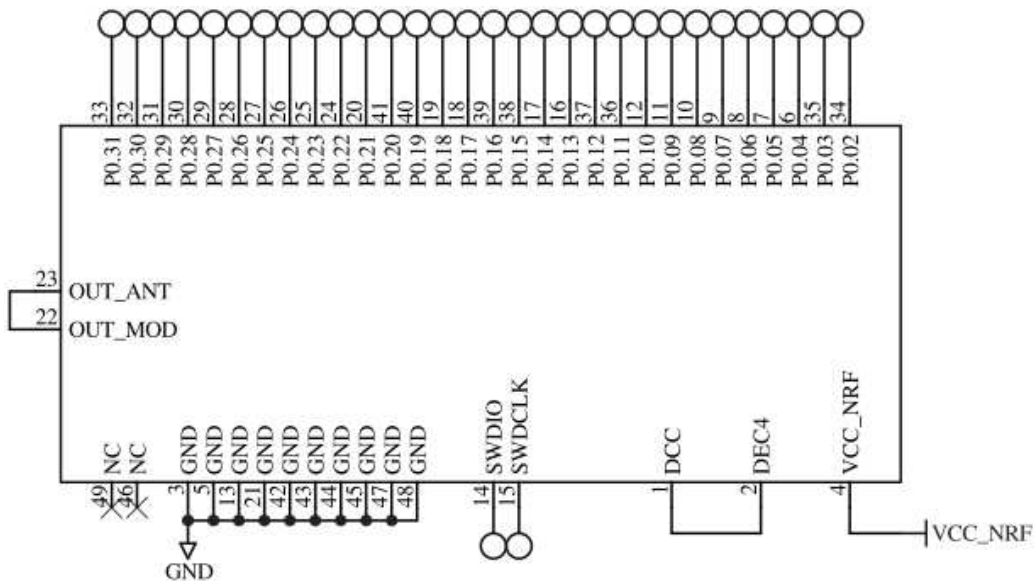 33 32 31 30 29 28 27 26 25 24 20 41 40 19 18 39 38 17 16 37 36 12 11 10 9 8 7 6 35 34
P0.31 P0.30 P0.29 P0.28 P0.27 P0.26 P0.25 P0.24 P0.23 P0.22 P0.21 P0.20 P0.19 P0.18 P0.17 P0.16 P0.15 P0.14 P0.13 P0.12 P0.11 P0.10 P0.09 P0.08 P0.07 P0.06 P0.05 P0.04 P0.03 P0.02
23 OUT_ANT
22 OUT_MOD
NC NC GND GND GND GND GND GND GND GND GND GND SWDIO SWDCLK DCC DEC4 VCC_NRF
49 46 3 5 13 21 42 43 44 45 47 48 14 15 1 2 4
VCC_NRF
GND